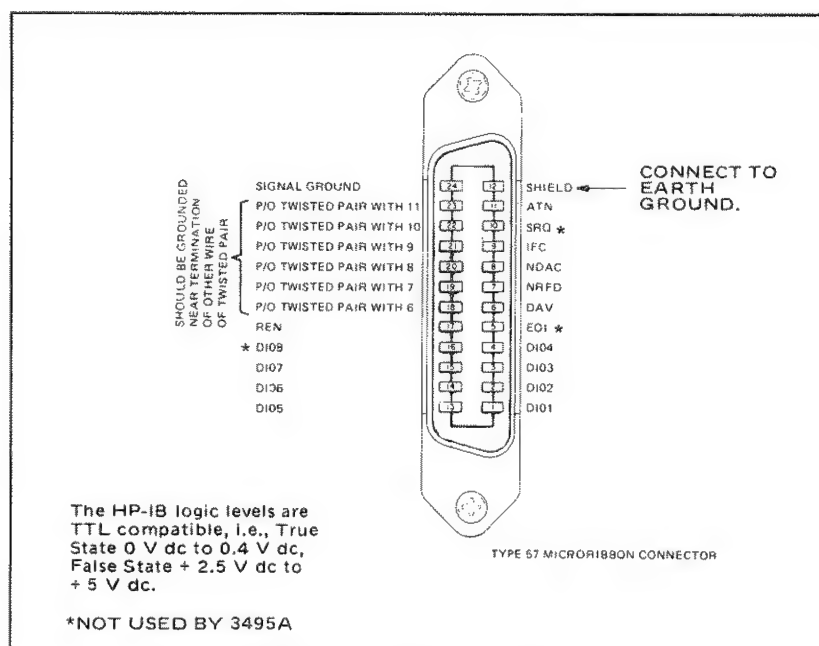 SHOULD BE GROUNDED
NEAR TERMINATION
OF OTHER WIRE
OF TWISTED PAIR
SIGNAL GROUND 24 12 SHIELD
P/O TWISTED PAIR WITH 11 23 11 ATN
P/O TWISTED PAIR WITH 10 22 10 SRQ *
P/O TWISTED PAIR WITH 9 21 9 IFC
P/O TWISTED PAIR WITH 8 20 8 NDAC
P/O TWISTED PAIR WITH 7 19 7 NRFD
P/O TWISTED PAIR WITH 6 18 6 DAV
REN 17 5 EOI *
* DIO8 16 4 DIO4
DIO7 15 3 DIO3
DIO6 14 2 DIO2
DIO5 13 1 DIO1
CONNECT TO
EARTH
GROUND.
The HP-IB logic levels are
TTL compatible, i.e., True
State 0 V dc to 0.4 V dc,
False State + 2.5 V dc to
+ 5 V dc.
*NOT USED BY 3495A
TYPE 57 MICRORIBBON CONNECTOR